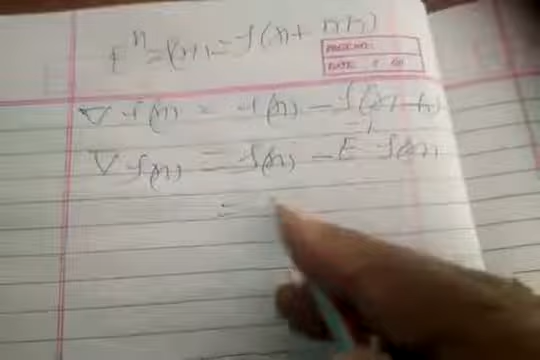 E^n = f(x) = f(x + nh)
PAGE NO.
DATE
∇ f(x) = f(x) - f(x-h)
∇ f(x) = f(x) - E^-1 f(x)
=